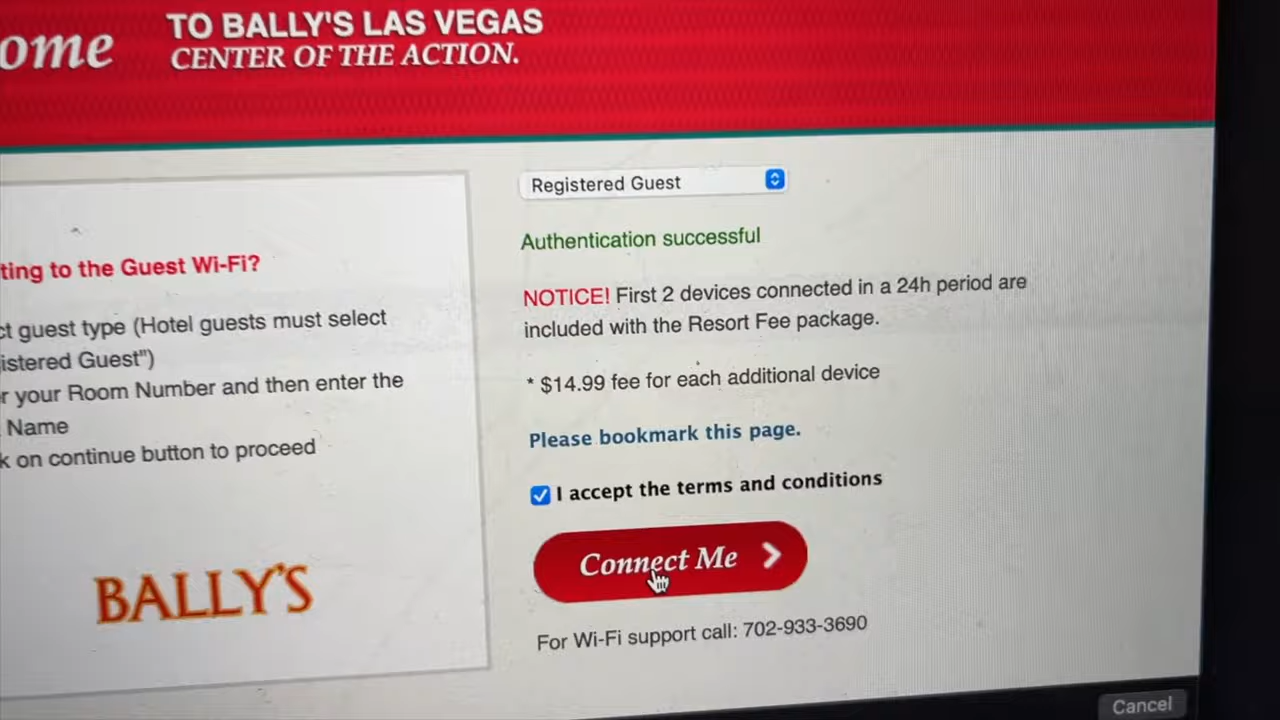 ome
TO BALLY'S LAS VEGAS
CENTER OF THE ACTION.
ting to the Guest Wi-Fi?
ct guest type (Hotel guests must select
istered Guest")
r your Room Number and then enter the
Name
k on continue button to proceed
BALLY'S
Registered Guest
Authentication successful
NOTICE! First 2 devices connected in a 24h period are
included with the Resort Fee package.
* $14.99 fee for each additional device
Please bookmark this page.
I accept the terms and conditions
Connect Me
For Wi-Fi support call: 702-933-3690
Cancel